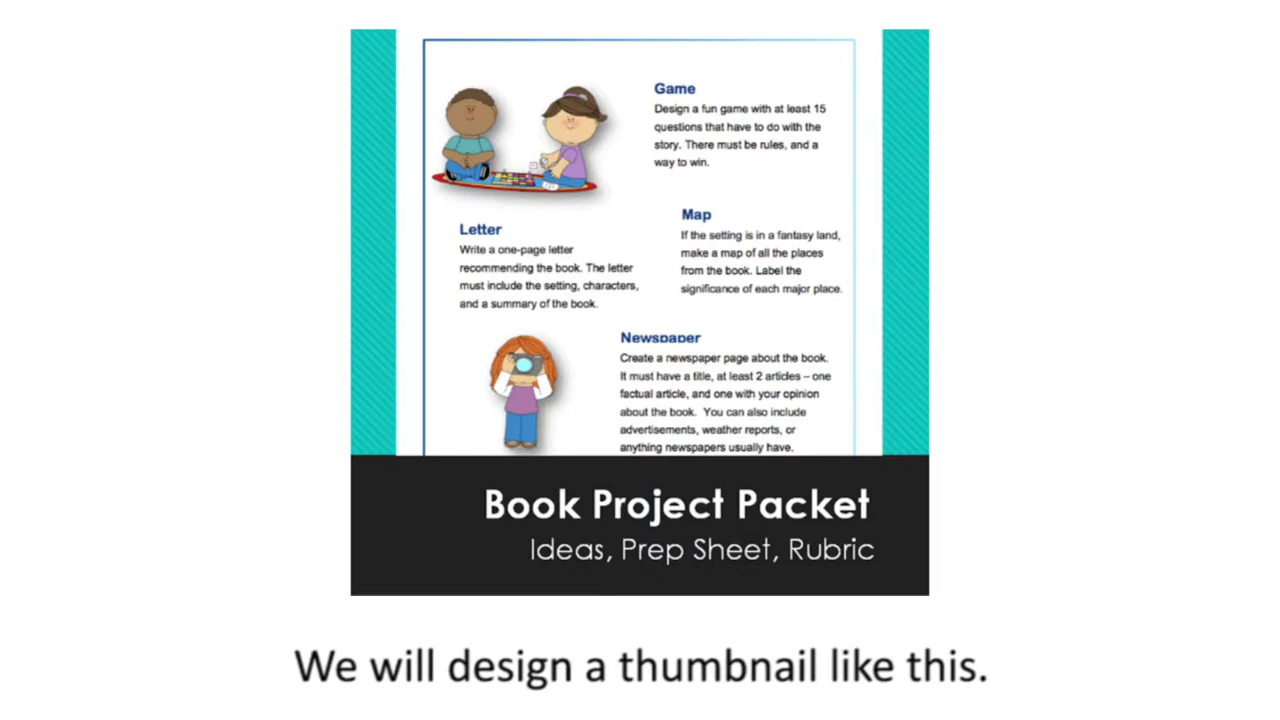 Game
Design a fun game with at least 15
questions that have to do with the
story. There must be rules, and a
way to win.
Letter
Write a one-page letter
recommending the book. The letter
must include the setting, characters,
and a summary of the book.
Map
If the setting is in a fantasy land,
make a map of all the places
from the book. Label the
significance of each major place.
Newspaper
Create a newspaper page about the book.
It must have a title, at least 2 articles – one
factual article, and one with your opinion
about the book. You can also include
advertisements, weather reports, or
anything newspapers usually have.
Book Project Packet
Ideas, Prep Sheet, Rubric
We will design a thumbnail like this.